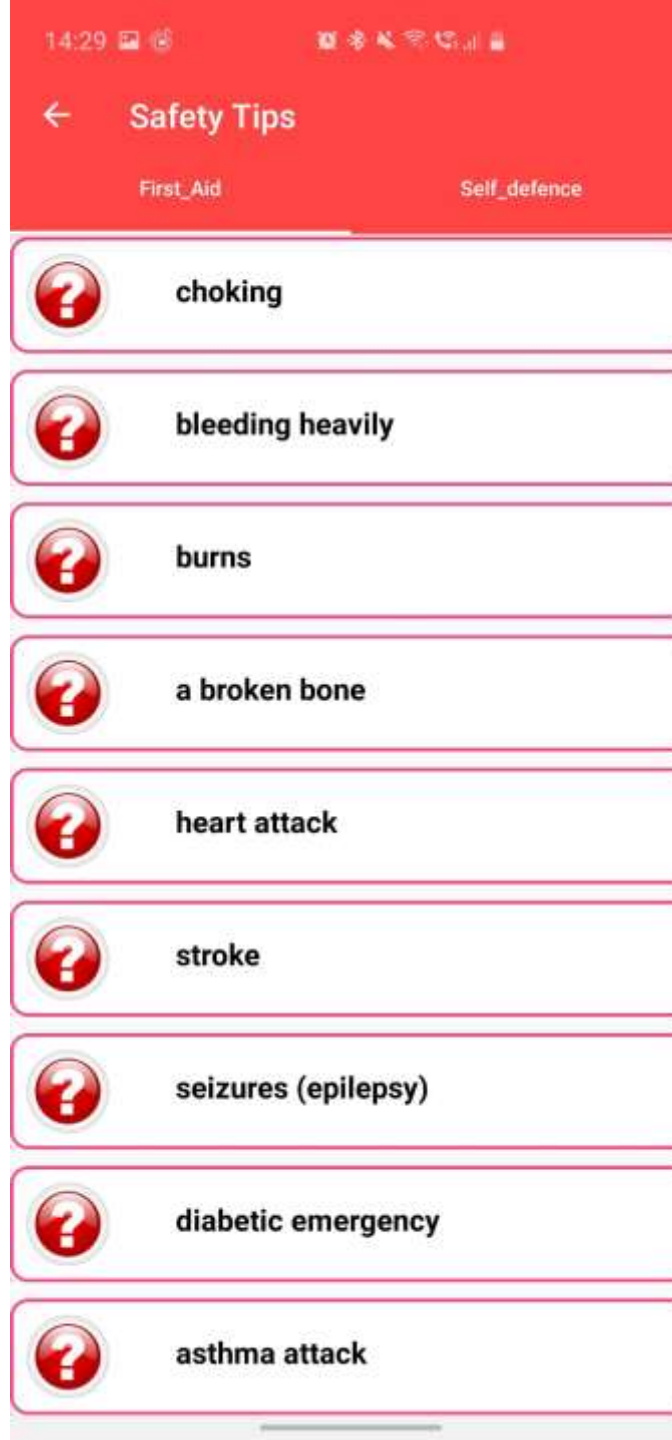 14:29
Safety Tips
First_Aid Self_defence
choking
bleeding heavily
burns
a broken bone
heart attack
stroke
seizures (epilepsy)
diabetic emergency
asthma attack